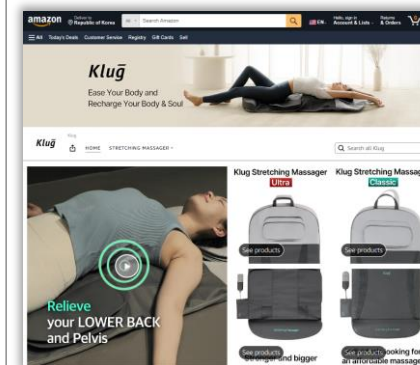 amazon
Deliver to
Republic of Korea
All
Search Amazon
EN
Hello, sign in
Account & Lists
Returns
& Orders
All Today's Deals Customer Service Registry Gift Cards Sell
Klug
Ease Your Body and
Recharge Your Body & Soul
Klug
Klug
HOME STRETCHING MASSAGER
Search all Klug
Relieve
your LOWER BACK
and Pelvis
Klug Stretching Massager
Ultra
See products
See products
and bigger
Klug Stretching Massag
Classic
See products
See products
ooking for
an affordable massage